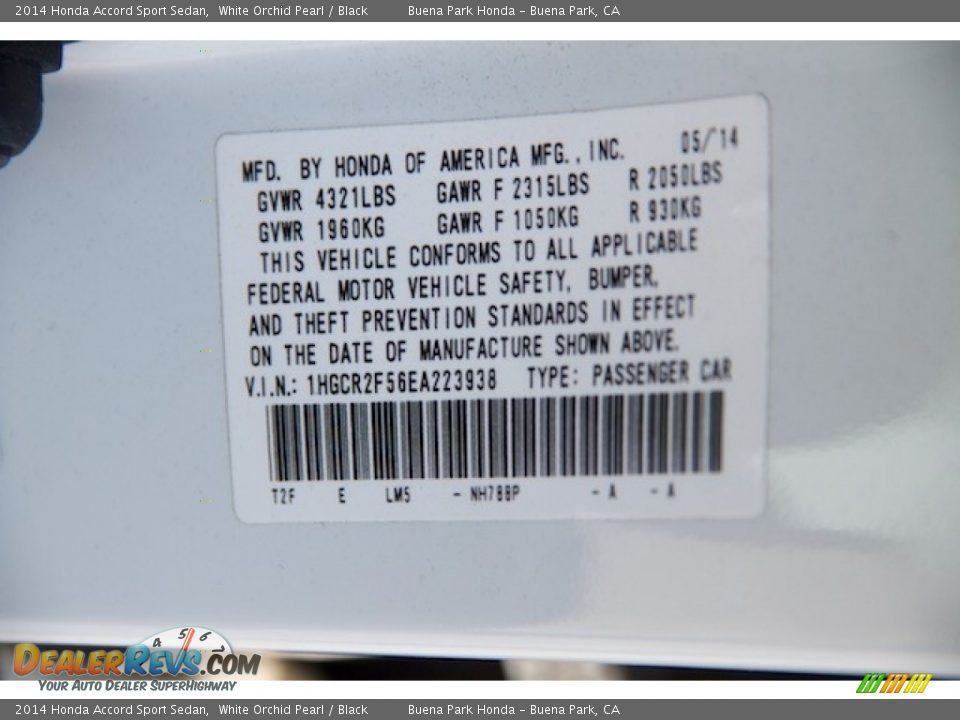 2014 Honda Accord Sport Sedan, White Orchid Pearl / Black Buena Park Honda - Buena Park, CA
05/14
MFD. BY HONDA OF AMERICA MFG., INC.
GVWR 4321LBS GAWR F 2315LBS R 2050LBS
GVWR 1960KG GAWR F 1050KG R 930KG
THIS VEHICLE CONFORMS TO ALL APPLICABLE
FEDERAL MOTOR VEHICLE SAFETY, BUMPER,
AND THEFT PREVENTION STANDARDS IN EFFECT
ON THE DATE OF MANUFACTURE SHOWN ABOVE.
V.I.N.: 1HGCR2F56EA223938 TYPE: PASSENGER CAR
T2F E LM5 - NH788P - A - A
4 5 6 7
DEALERREVS.COM
YOUR AUTO DEALER SUPERHIGHWAY
2014 Honda Accord Sport Sedan, White Orchid Pearl / Black Buena Park Honda - Buena Park, CA